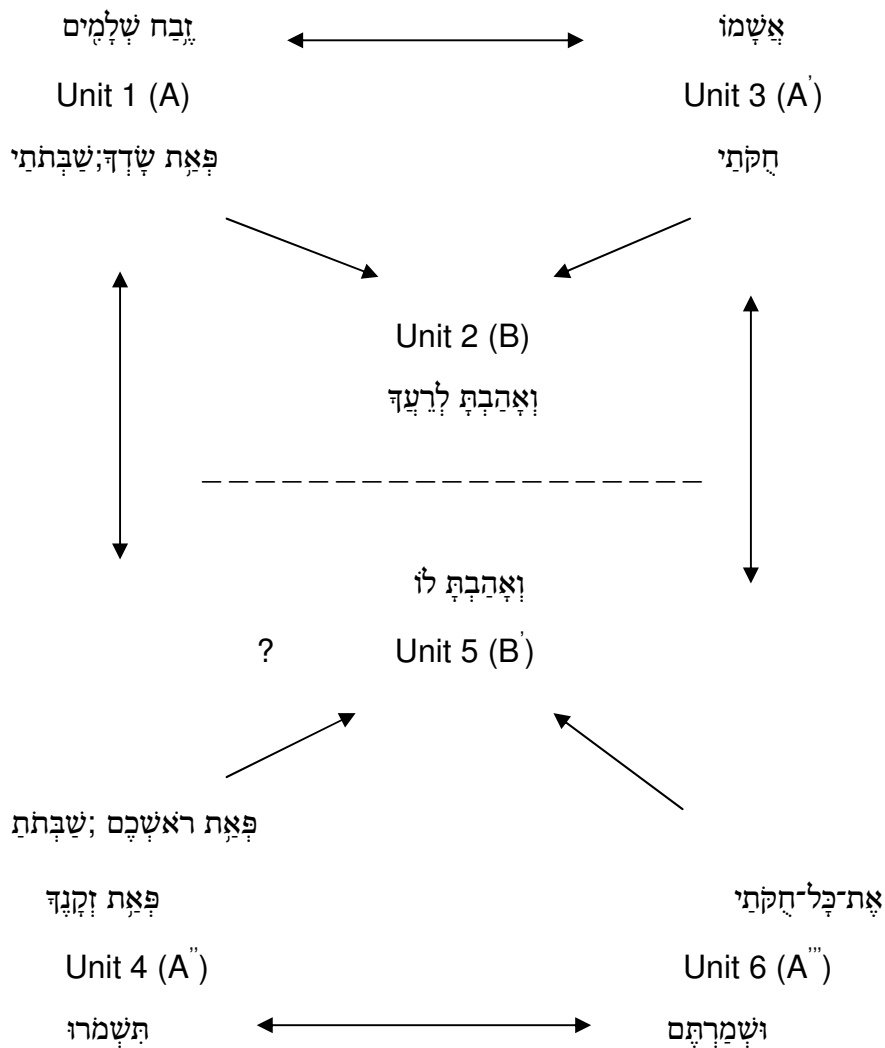 זֶ֥בַח שְׁלָמִ֖ים
אֲשָׁמוֹ
Unit 1 (A)
Unit 3 (A')
פְּאַ֥ת שָׂדְךָ;שַׁבְּתֹתַי
חֻקֹּתַי
Unit 2 (B)
וְאָהַבְתָּ לְרֵעֲךָ
וְאָהַבְתָּ לוֹ
? Unit 5 (B')
פְּאַ֥ת רֹאשְׁכֶם ;שַׁבְּתֹתַ
פְּאַ֥ת זְקָנֶךָ
אֶת־כָּל־חֻקֹּתַי
Unit 4 (A'')
Unit 6 (A''')
תִּשְׁמֹרוּ
וּשְׁמַרְתֶּם